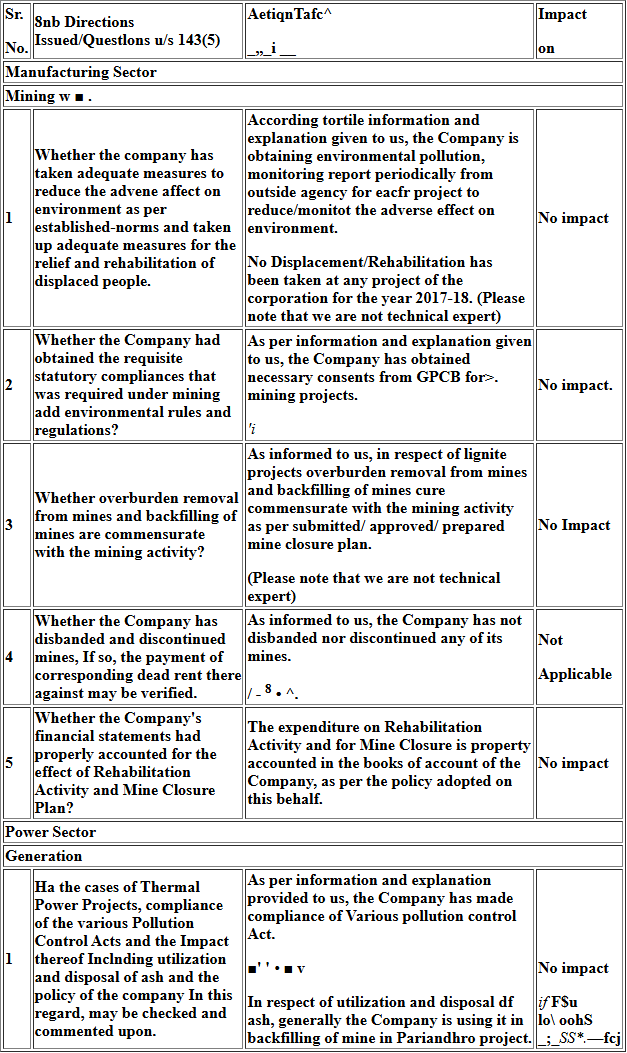 Sr.
No.
8nb Directions
Issued/Questlons u/s 143(5)
AetiqnTafc^
_,,_i __
Impact
on
Manufacturing Sector
Mining w ■ .
1
Whether the company has
taken adequate measures to
reduce the advene affect on
environment as per
established-norms and taken
up adequate measures for the
relief and rehabilitation of
displaced people.
According tortile information and
explanation given to us, the Company is
obtaining environmental pollution,
monitoring report periodically from
outside agency for eacfr project to
reduce/monitot the adverse effect on
environment.
No Displacement/Rehabilitation has
been taken at any project of the
corporation for the year 2017-18. (Please
note that we are not technical expert)
No impact
2
Whether the Company had
obtained the requisite
statutory compliances that
was required under mining
add environmental rules and
regulations?
As per information and explanation given
to us, the Company has obtained
necessary consents from GPCB for>.
mining projects.
'i
No impact.
3
Whether overburden removal
from mines and backfilling of
mines are commensurate
with the mining activity?
As informed to us, in respect of lignite
projects overburden removal from mines
and backfilling of mines cure
commensurate with the mining activity
as per submitted/ approved/ prepared
mine closure plan.
(Please note that we are not technical
expert)
No Impact
4
Whether the Company has
disbanded and discontinued
mines, If so, the payment of
corresponding dead rent there
against may be verified.
As informed to us, the Company has not
disbanded nor discontinued any of its
mines.
/ - 8 • ^.
Not
Applicable
5
Whether the Company's
financial statements had
properly accounted for the
effect of Rehabilitation
Activity and Mine Closure
Plan?
The expenditure on Rehabilitation
Activity and for Mine Closure is property
accounted in the books of account of the
Company, as per the policy adopted on
this behalf.
No impact
Power Sector
Generation
1
Ha the cases of Thermal
Power Projects, compliance
of the various Pollution
Control Acts and the Impact
thereof Inclnding utilization
and disposal of ash and the
policy of the company In this
regard, may be checked and
commented upon.
As per information and explanation
provided to us, the Company has made
compliance of Various pollution control
Act.
■' ' • ■ v
In respect of utilization and disposal df
ash, generally the Company is using it in
backfilling of mine in Pariandhro project.
No impact
if F$u
lo\ oohS
_;_SS*.—fcj